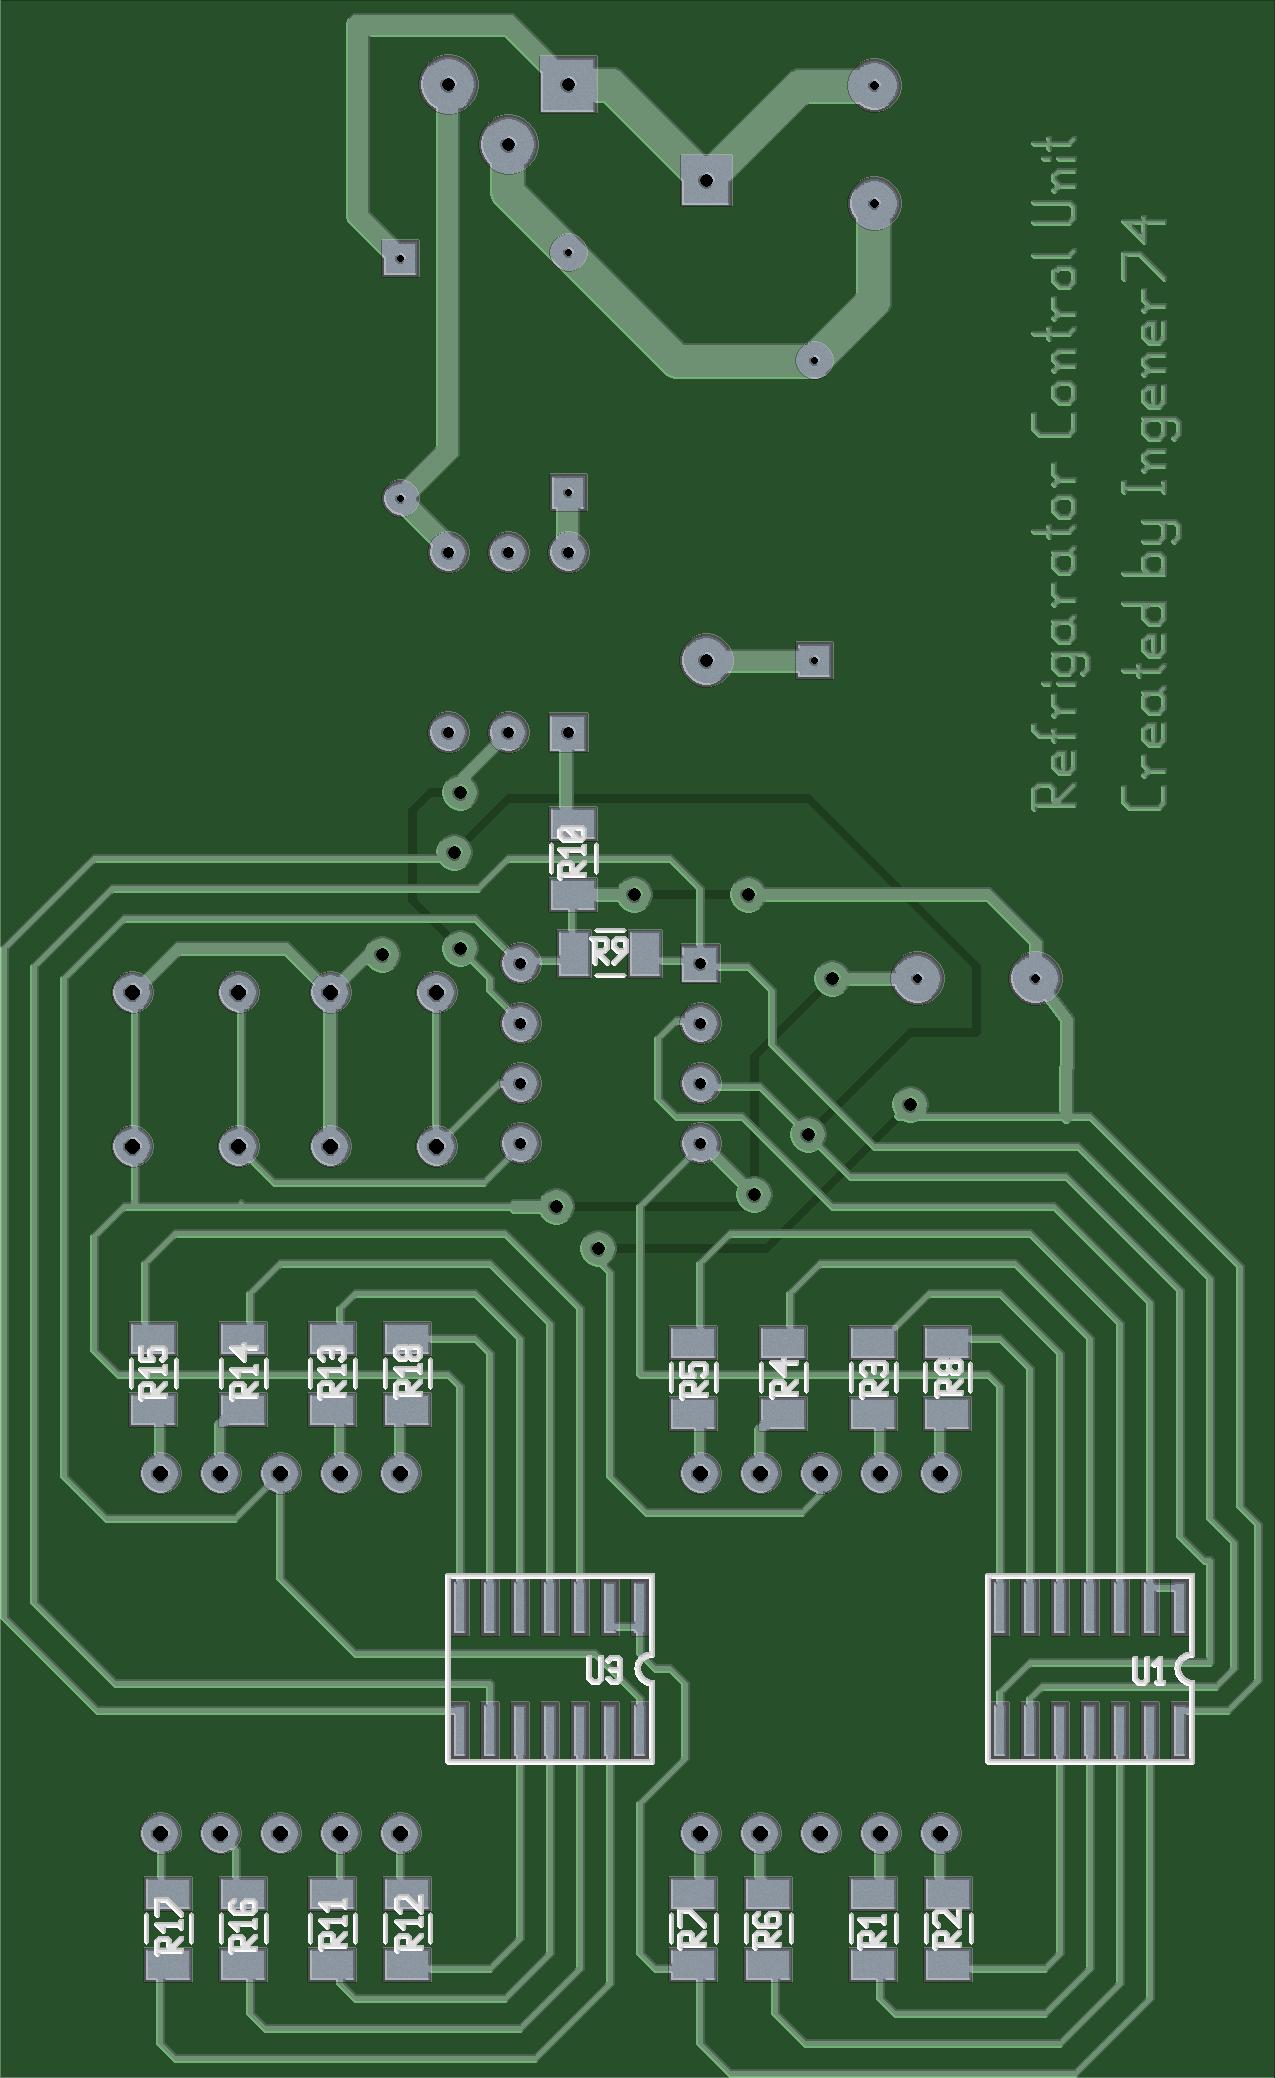 Refrigarator Control Unit
Created by Ingener74
R10
R9
R15
R14
R13
R18
R5
R4
R3
R8
U3
U1
R17
R16
R11
R12
R7
R6
R1
R2